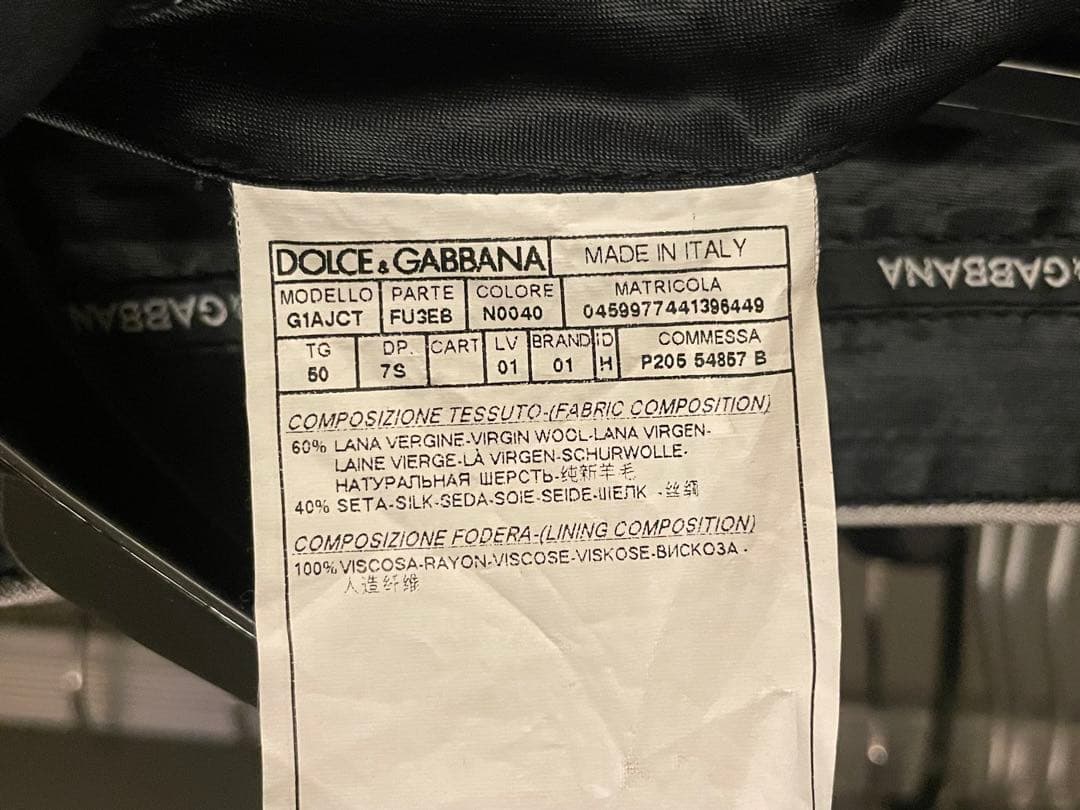 DOLCE & GABBANA MADE IN ITALY
MODELLO PARTE COLORE MATRICOLA
G1AJCT FU3EB N0040 0459977441396449
TG DP. CART LV BRAND ID COMMESSA
50 7S 01 01 H P205 54857 B
COMPOSIZIONE TESSUTO-(FABRIC COMPOSITION)
60% LANA VERGINE-VIRGIN WOOL-LANA VIRGEN-
LAINE VIERGE-LÀ VIRGEN-SCHURWOLLE-
НАТУРАЛЬНАЯ ШЕРСТЬ-纯新羊毛
40% SETA-SILK-SEDA-SOIE-SEIDE-ШЕЛК -丝绸
COMPOSIZIONE FODERA-(LINING COMPOSITION)
100% VISCOSA-RAYON-VISCOSE-VISKOSE-ВИСКОЗА -
人造纤维
&GABBANA
&GABBANA